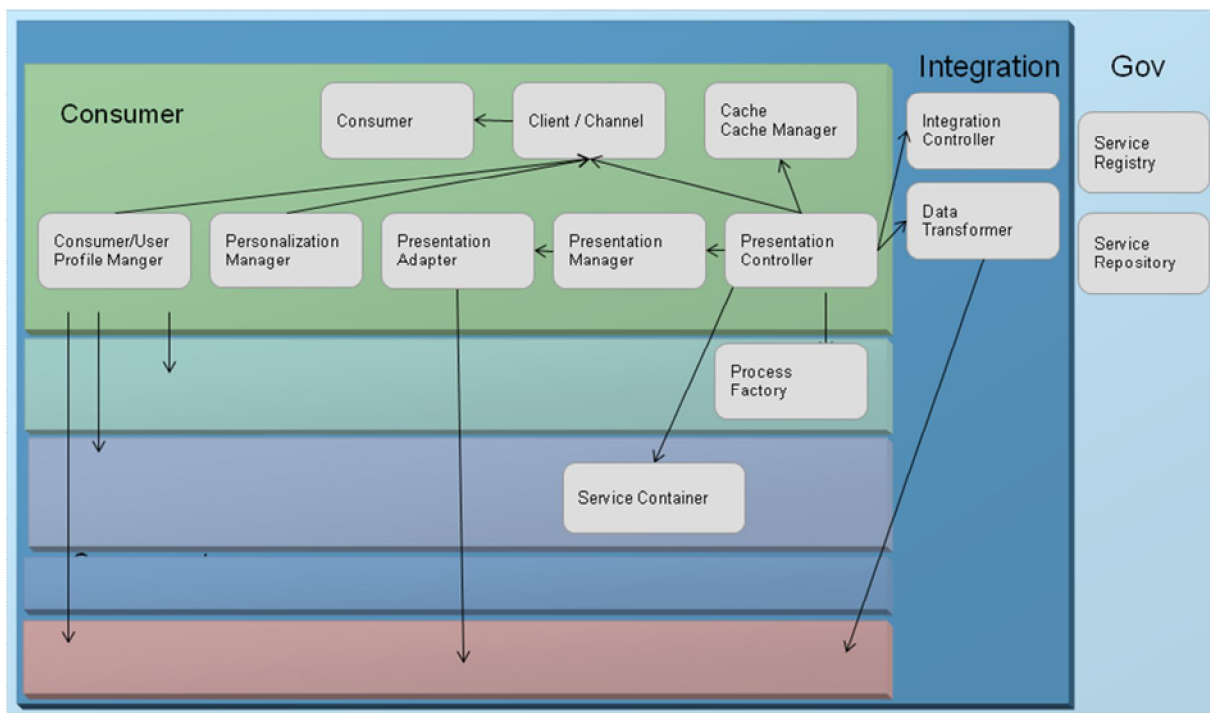 Integration
Gov
Consumer
Consumer
Client / Channel
Cache
Cache Manager
Integration
Controller
Service
Registry
Consumer/User
Profile Manger
Personalization
Manager
Presentation
Adapter
Presentation
Manager
Presentation
Controller
Data
Transformer
Service
Repository
Process
Factory
Service Container